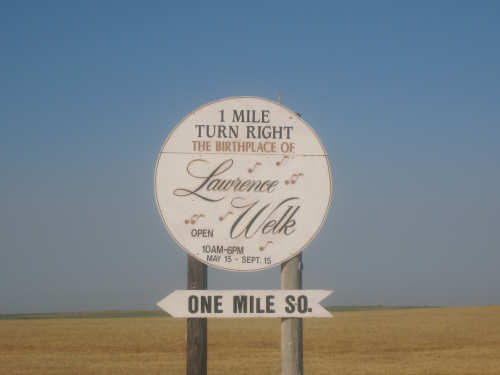 1 MILE
TURN RIGHT
THE BIRTHPLACE OF
Lawrence
Welk
OPEN
10AM-6PM
MAY 15 - SEPT. 15
ONE MILE SO.